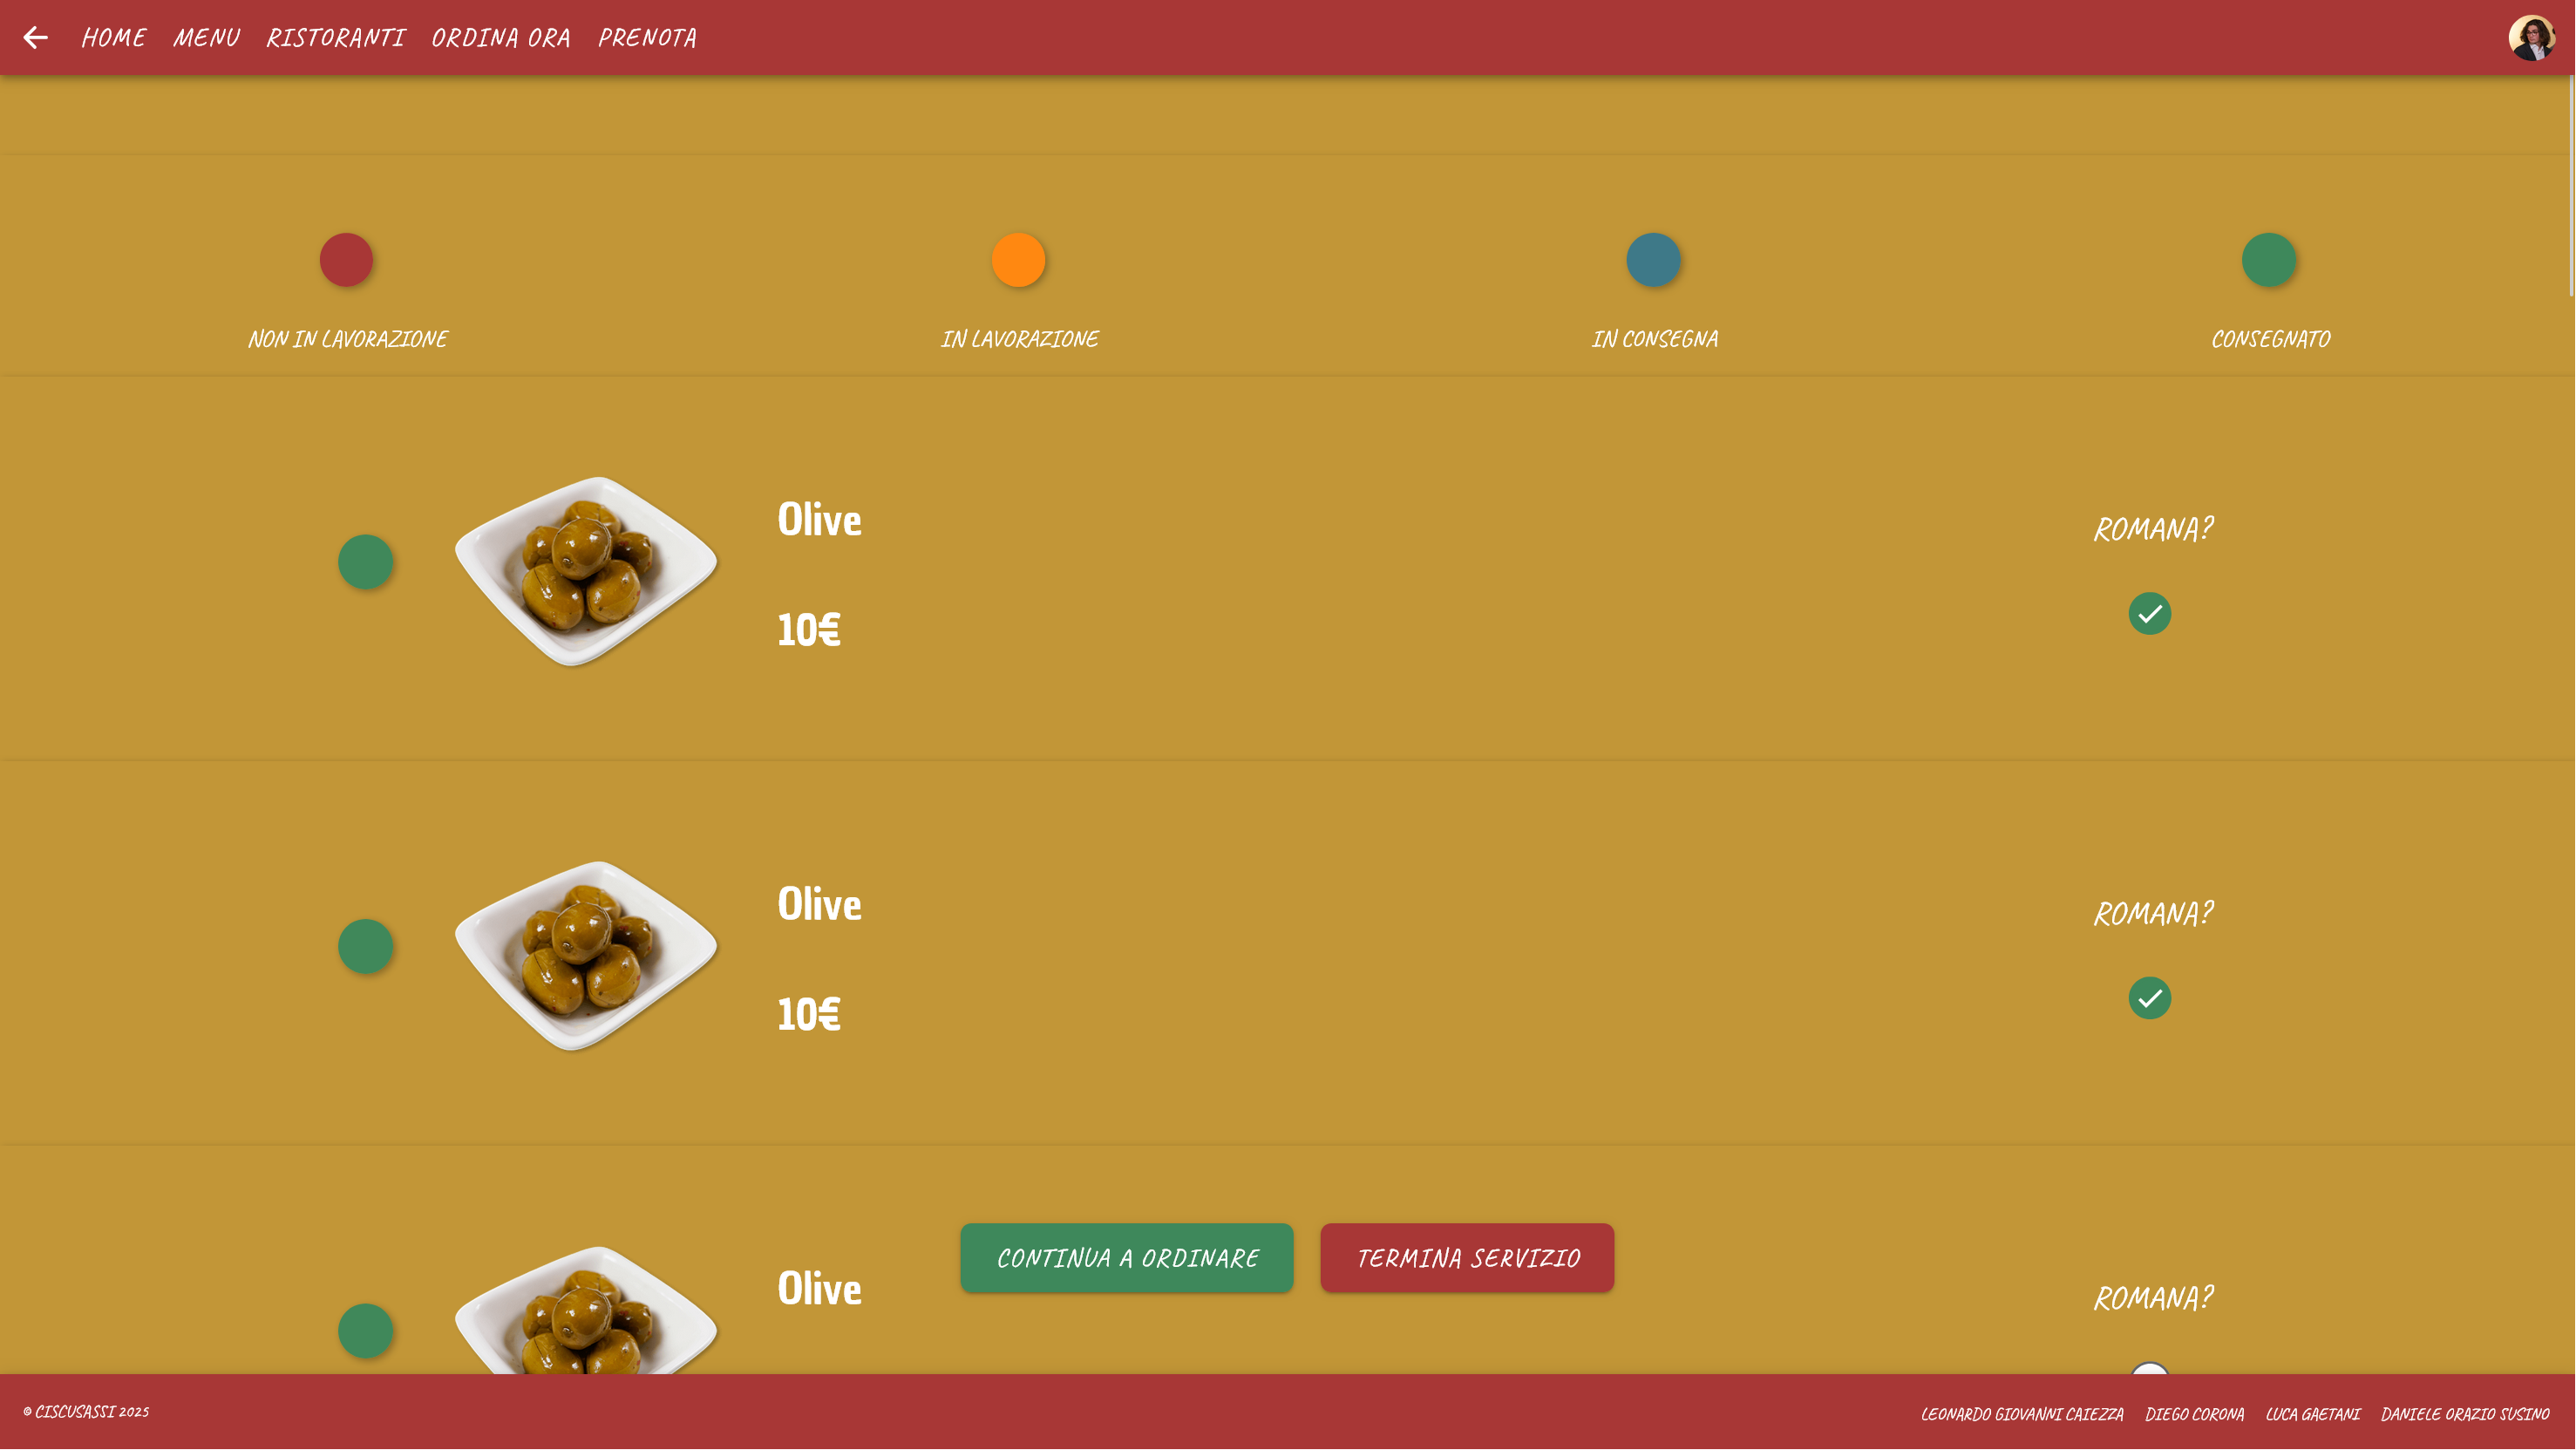 HOME MENU RISTORANTI ORDINA ORA PRENOTA
NON IN LAVORAZIONE IN LAVORAZIONE IN CONSEGNA CONSEGNATO
Olive
ROMANA?
10€
Olive
ROMANA?
10€
CONTINUA A ORDINARE TERMINA SERVIZIO
Olive
ROMANA?
© CISCUSASSI 2025
LEONARDO GIOVANNI CAIEZZA DIEGO CORONA LUCA GAETANI DANIELE ORAZIO SUSINO